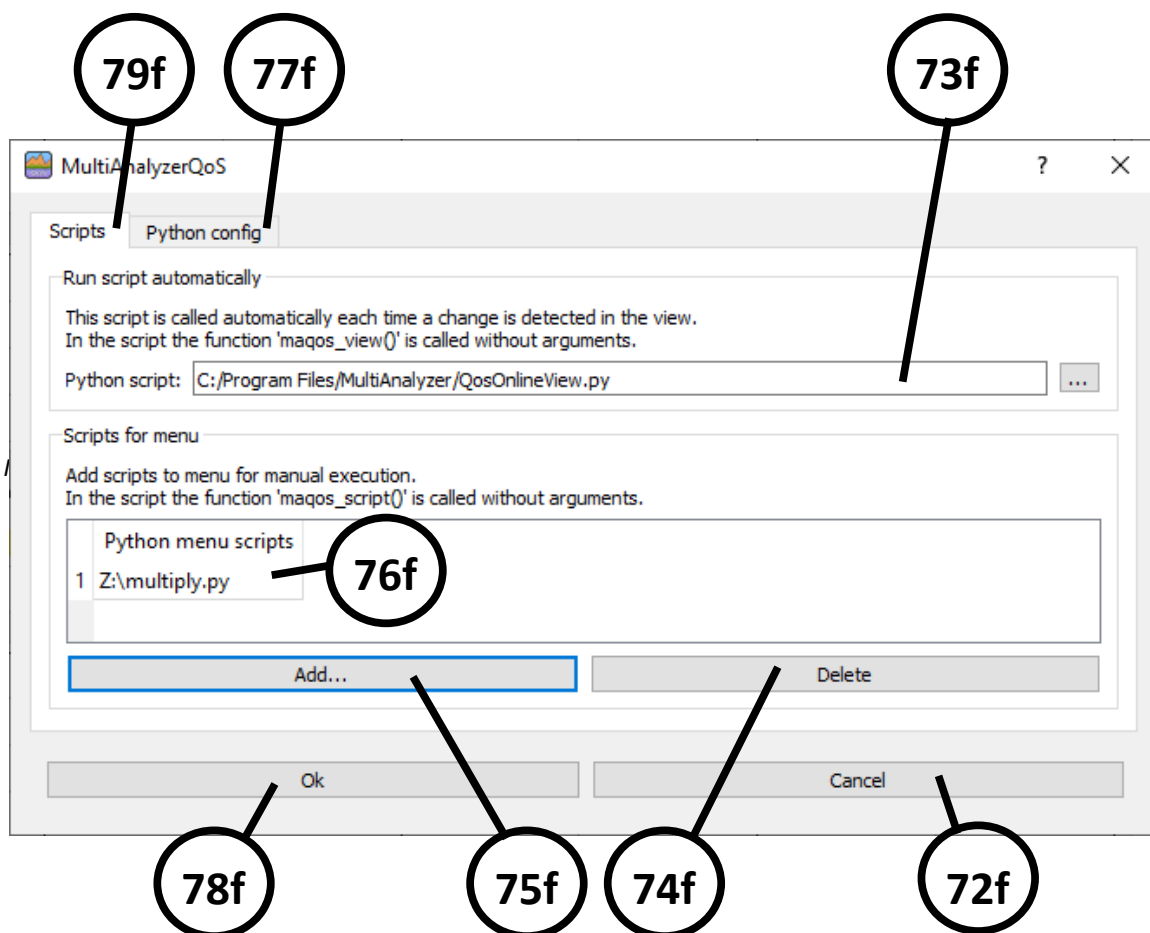 79f 77f 73f
MultiAnalyzerQoS ?
Scripts Python config
Run script automatically
This script is called automatically each time a change is detected in the view.
In the script the function 'maqos_view()' is called without arguments.
Python script: C:/Program Files/MultiAnalyzer/QosOnlineView.py ...
Scripts for menu
Add scripts to menu for manual execution.
In the script the function 'maqos_script()' is called without arguments.
Python menu scripts
1 Z:\multiply.py
76f
Add... Delete
Ok Cancel
78f 75f 74f 72f